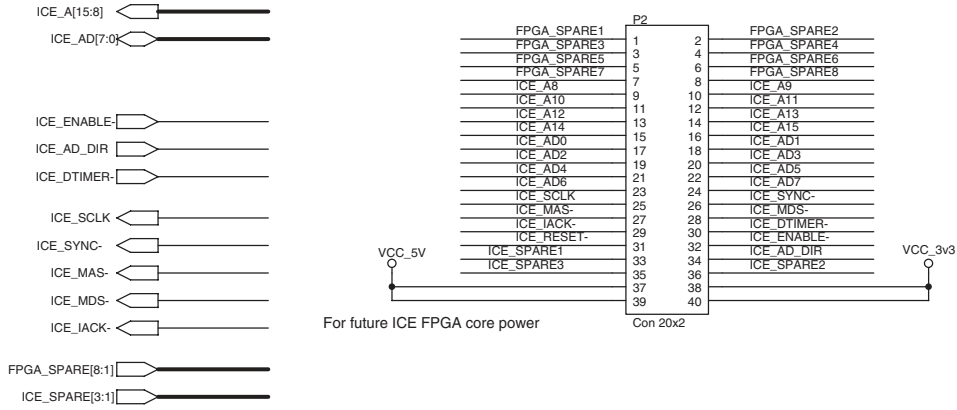 ICE_A[15:8]
ICE_AD[7:0]
ICE_ENABLE-
ICE_AD_DIR
ICE_DTIMER-
ICE_SCLK
ICE_SYNC-
ICE_MAS-
ICE_MDS-
ICE_IACK-
FPGA_SPARE[8:1]
ICE_SPARE[3:1]
P2
FPGA_SPARE1 1 2 FPGA_SPARE2
FPGA_SPARE3 3 4 FPGA_SPARE4
FPGA_SPARE5 5 6 FPGA_SPARE6
FPGA_SPARE7 7 8 FPGA_SPARE8
ICE_A8 9 10 ICE_A9
ICE_A10 11 12 ICE_A11
ICE_A12 13 14 ICE_A13
ICE_A14 15 16 ICE_A15
ICE_AD0 17 18 ICE_AD1
ICE_AD2 19 20 ICE_AD3
ICE_AD4 21 22 ICE_AD5
ICE_AD6 23 24 ICE_AD7
ICE_SCLK 25 26 ICE_SYNC-
ICE_MAS- 27 28 ICE_MDS-
ICE_IACK- 29 30 ICE_DTIMER-
ICE_RESET- 31 32 ICE_ENABLE-
ICE_SPARE1 33 34 ICE_AD_DIR
ICE_SPARE3 35 36 ICE_SPARE2
VCC_5V 37 38 VCC_3v3
39 40
For future ICE FPGA core power
Con 20x2